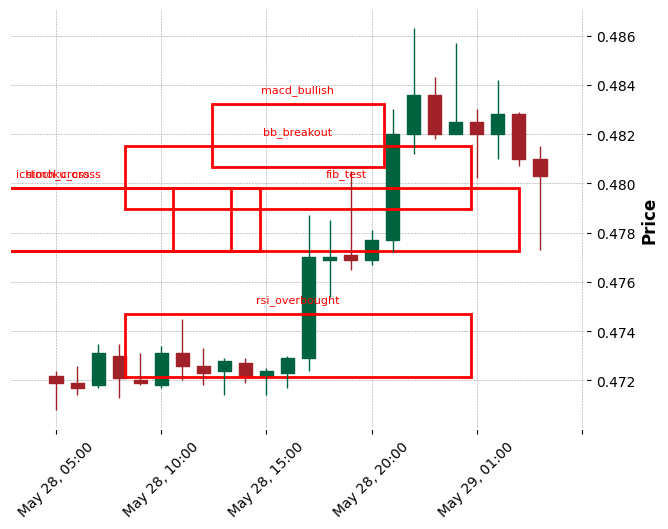 macd_bullish
bb_breakout
fib_test
rsi_overbought
0.486
0.484
0.482
0.480
0.478
0.476
0.474
0.472
Price
May 28, 05:00
May 28, 10:00
May 28, 15:00
May 28, 20:00
May 29, 01:00